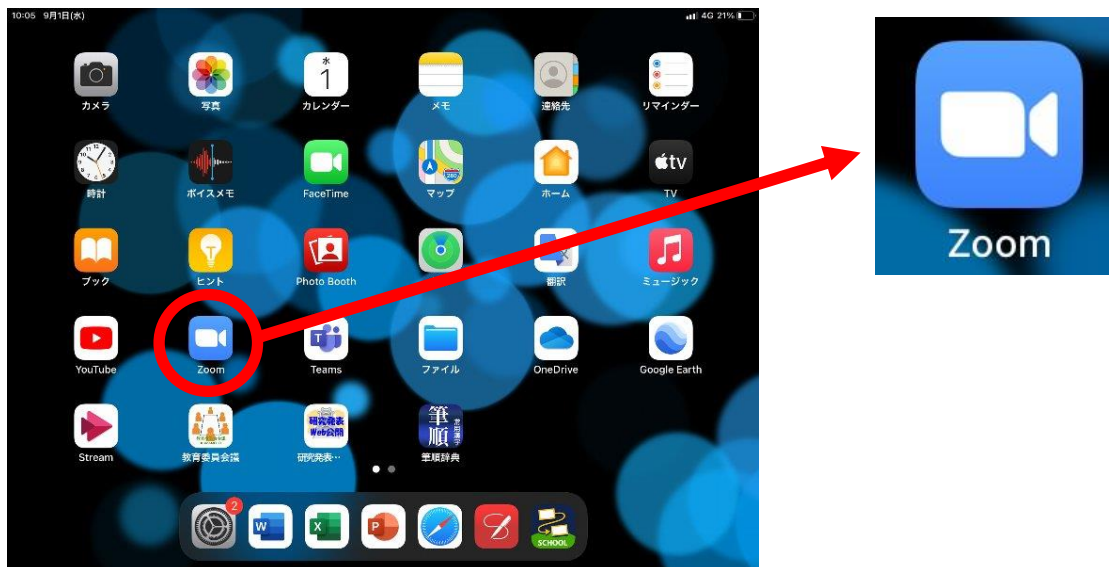 10:05 9月1日(水)
4G 21%
水
1
カメラ
写真
カレンダー
メモ
連絡先
リマインダー
280
tv
時計
ボイスメモ
FaceTime
マップ
ホーム
TV
ブック
ヒント
Photo Booth
翻訳
ミュージック
T
YouTube
Zoom
Teams
ファイル
OneDrive
Google Earth
研究発表
Web公開
筆順
Stream
教育委員会議
研究発表…
筆順辞典
2
W
X
P
SCHOOL
Zoom